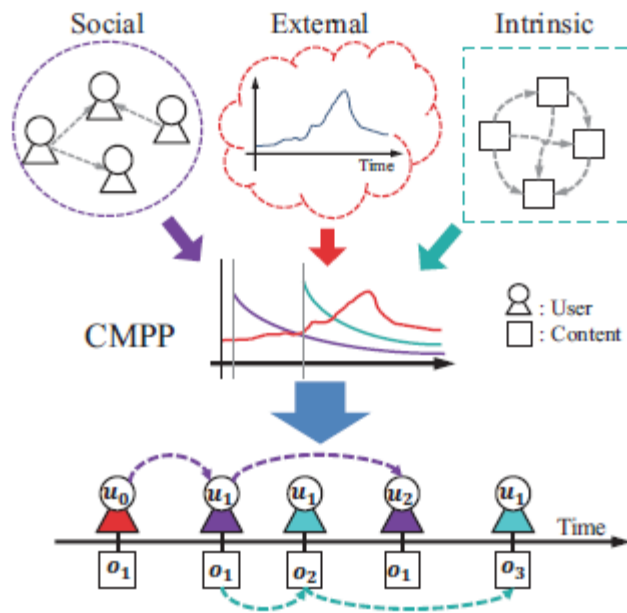 Social External Intrinsic
Time
CMPP
: User
: Content
u₀ u₁ u₁ u₂ u₁
Time
o₁ o₁ o₂ o₁ o₃